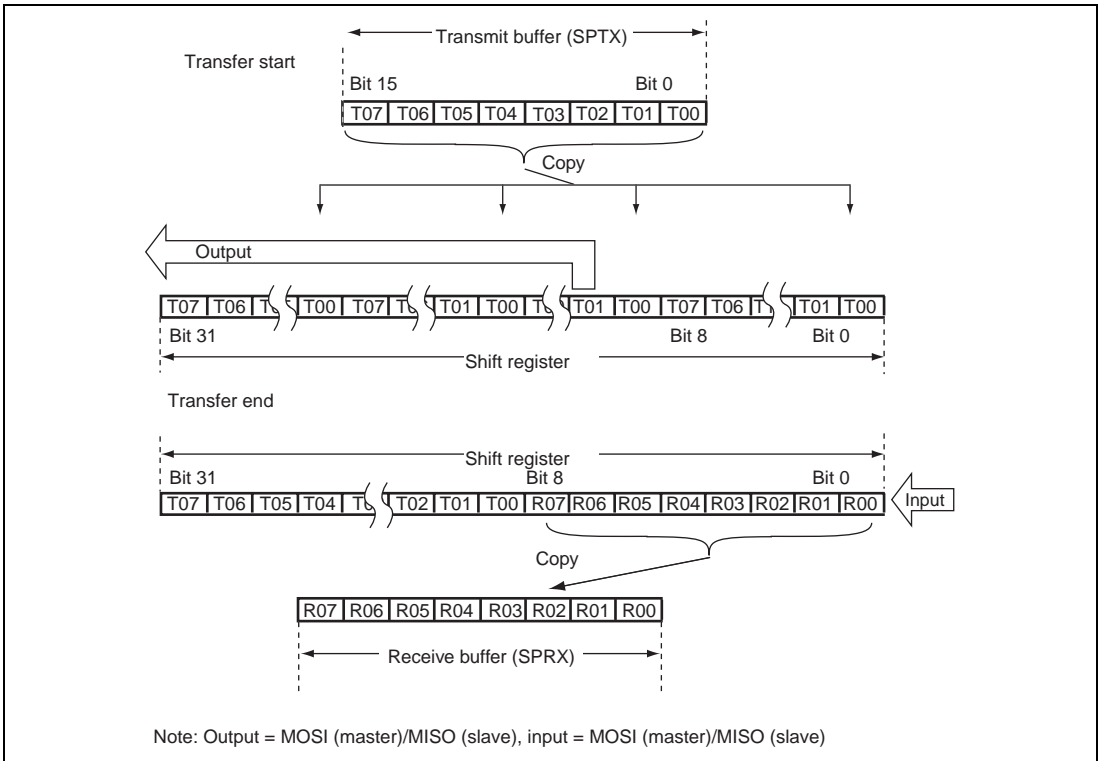 Transmit buffer (SPTX)
Transfer start
Bit 15 Bit 0
T07 T06 T05 T04 T03 T02 T01 T00
Copy
Output
T07 T06 T00 T07 T01 T00 T01 T00 T07 T06 T01 T00
Bit 31 Bit 8 Bit 0
Shift register
Transfer end
Shift register
Bit 31 Bit 8 Bit 0
T07 T06 T05 T04 T02 T01 T00 R07 R06 R05 R04 R03 R02 R01 R00
Input
Copy
R07 R06 R05 R04 R03 R02 R01 R00
Receive buffer (SPRX)
Note: Output = MOSI (master)/MISO (slave), input = MOSI (master)/MISO (slave)